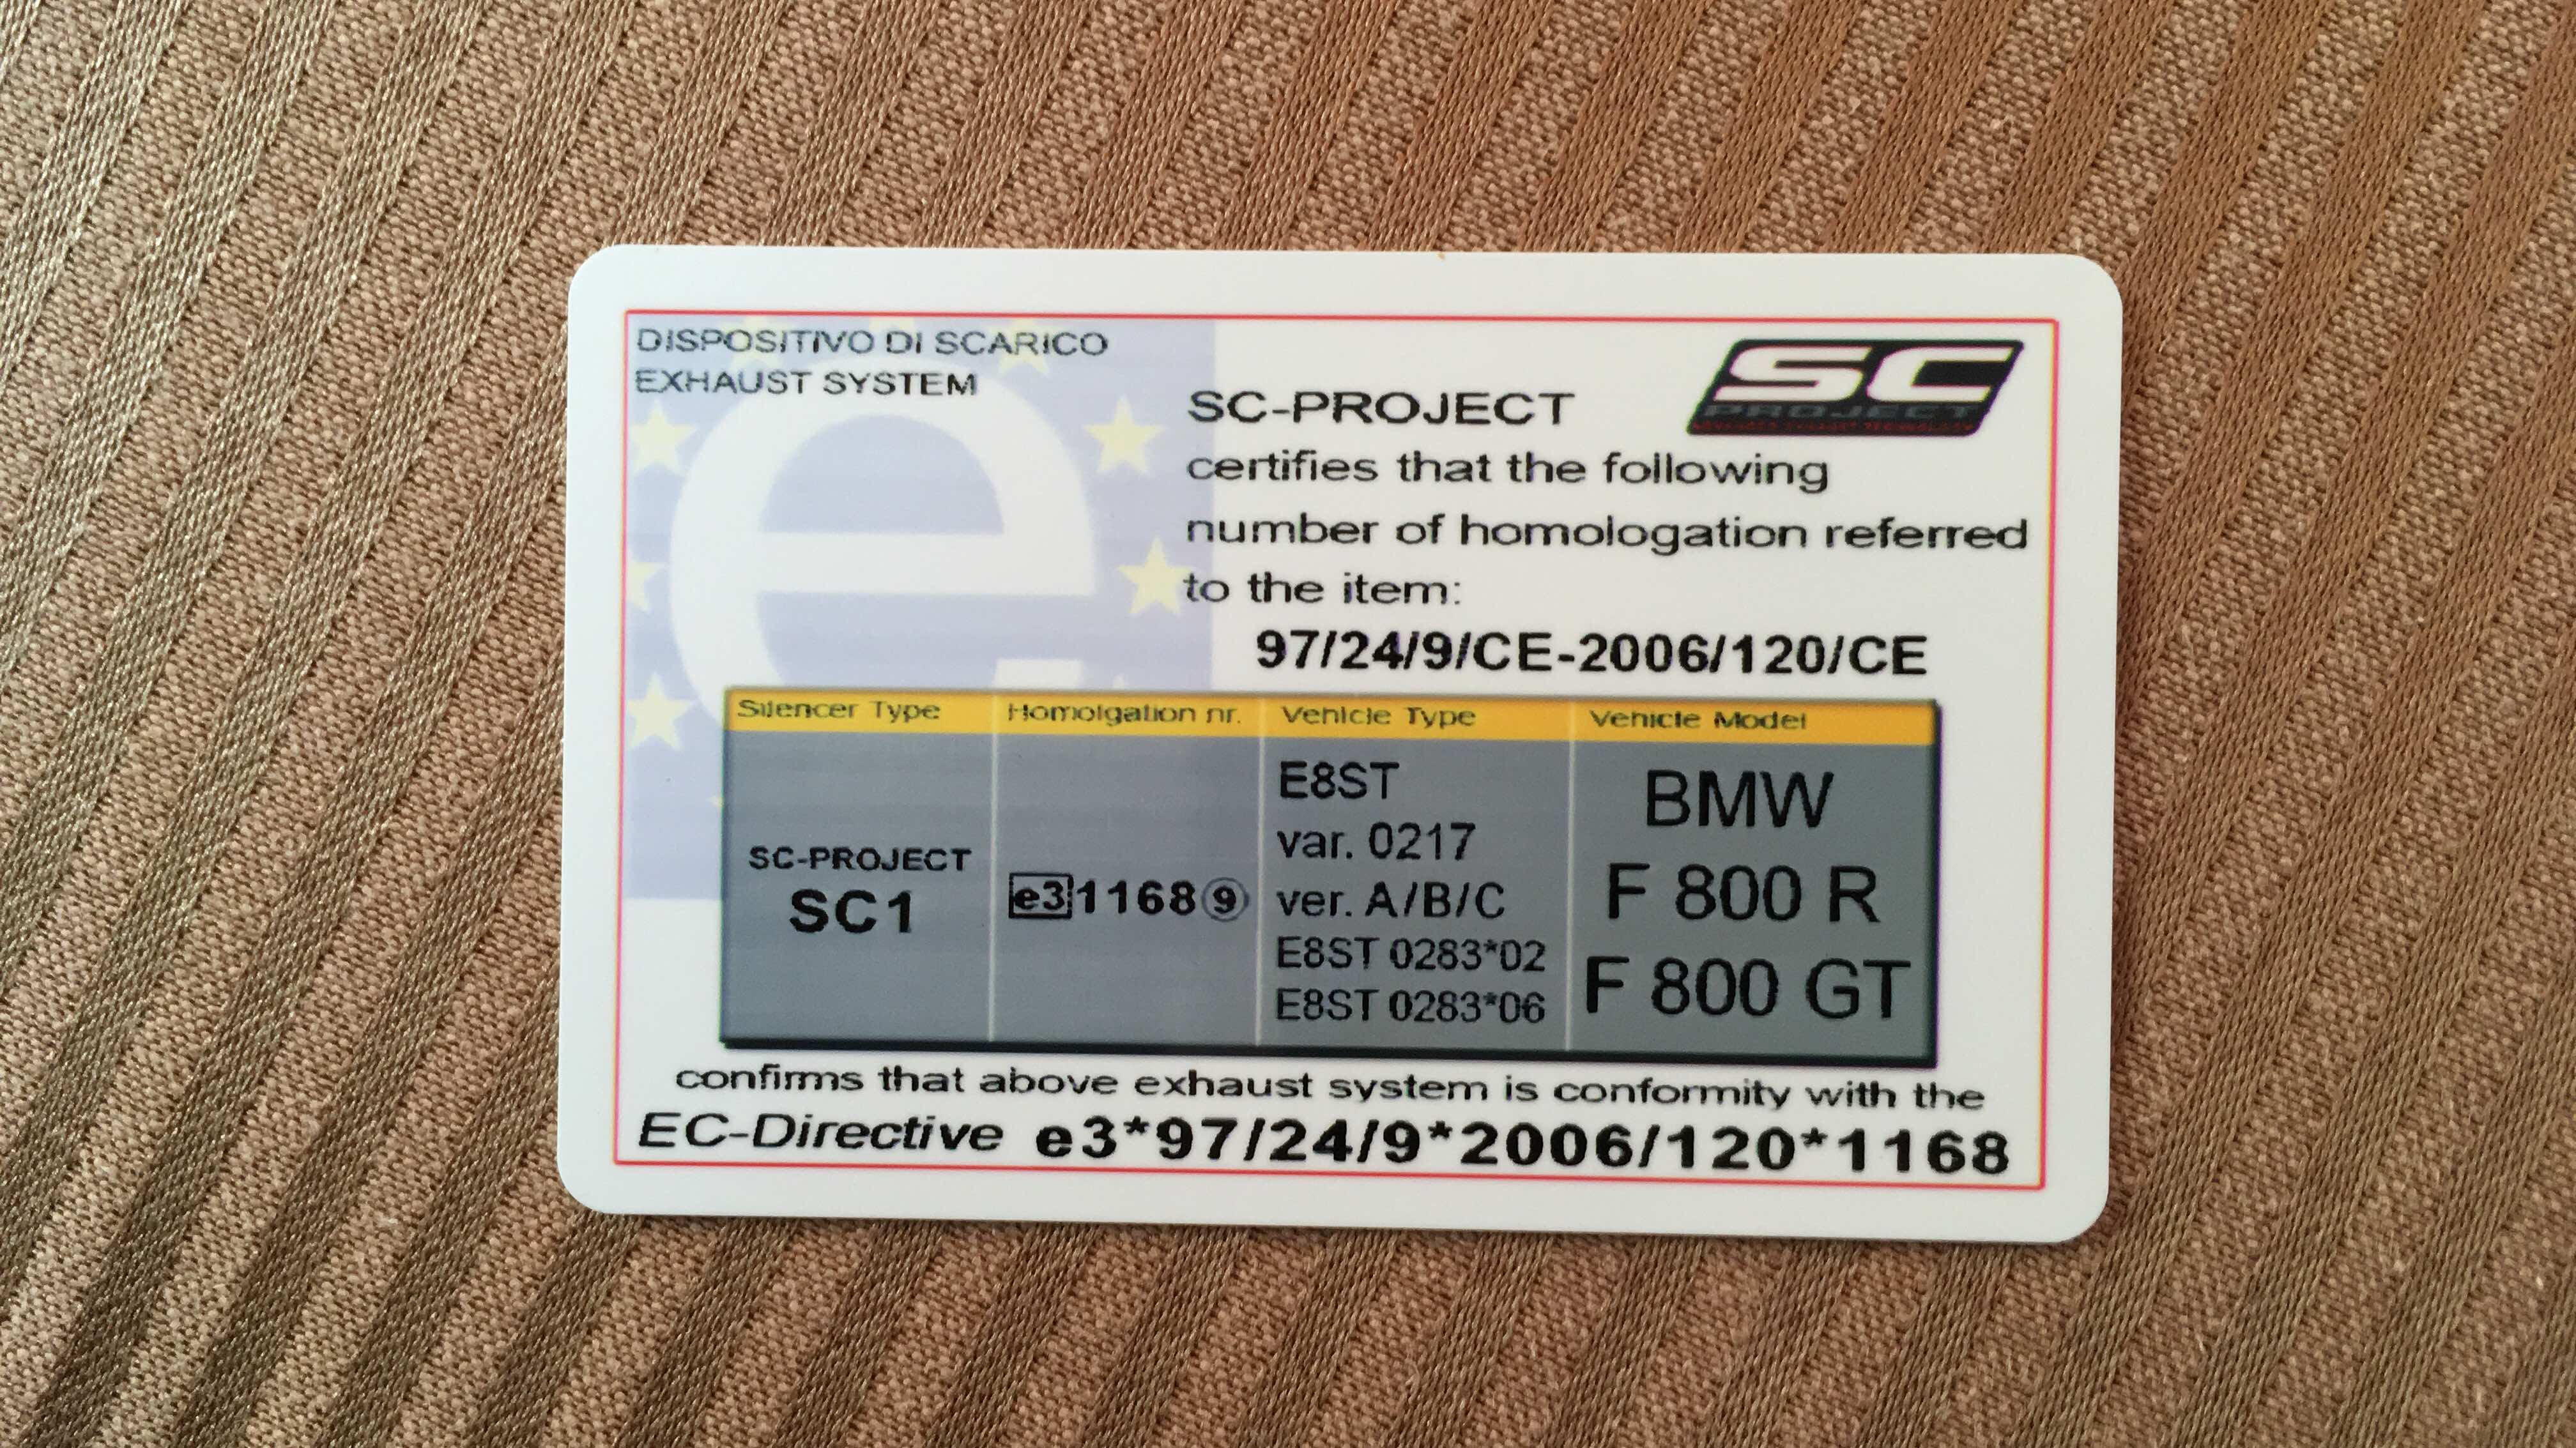 DISPOSITIVO DI SCARICO
EXHAUST SYSTEM
SC
PROJECT
SC-PROJECT
certifies that the following
number of homologation referred
to the item:
97/24/9/CE-2006/120/CE
Silencer Type Homolgation nr. Vehicle Type Vehicle Model
SC-PROJECT
SC1
e3 1168 9
E8ST
var. 0217
ver. A/B/C
E8ST 0283*02
E8ST 0283*06
BMW
F 800 R
F 800 GT
confirms that above exhaust system is conformity with the
EC-Directive e3*97/24/9*2006/120*1168